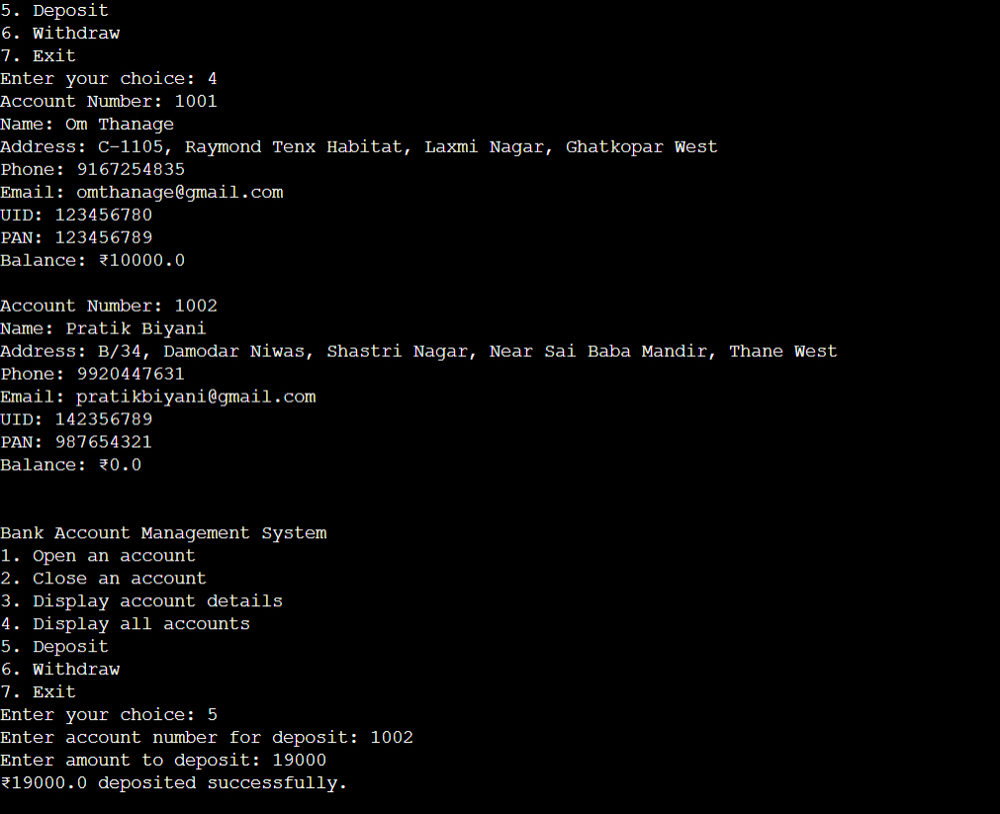 5. Deposit
6. Withdraw
7. Exit
Enter your choice: 4
Account Number: 1001
Name: Om Thanage
Address: C-1105, Raymond Tenx Habitat, Laxmi Nagar, Ghatkopar West
Phone: 9167254835
Email: omthanage@gmail.com
UID: 123456780
PAN: 123456789
Balance: ₹10000.0

Account Number: 1002
Name: Pratik Biyani
Address: B/34, Damodar Niwas, Shastri Nagar, Near Sai Baba Mandir, Thane West
Phone: 9920447631
Email: pratikbiyani@gmail.com
UID: 142356789
PAN: 987654321
Balance: ₹0.0

Bank Account Management System
1. Open an account
2. Close an account
3. Display account details
4. Display all accounts
5. Deposit
6. Withdraw
7. Exit
Enter your choice: 5
Enter account number for deposit: 1002
Enter amount to deposit: 19000
₹19000.0 deposited successfully.